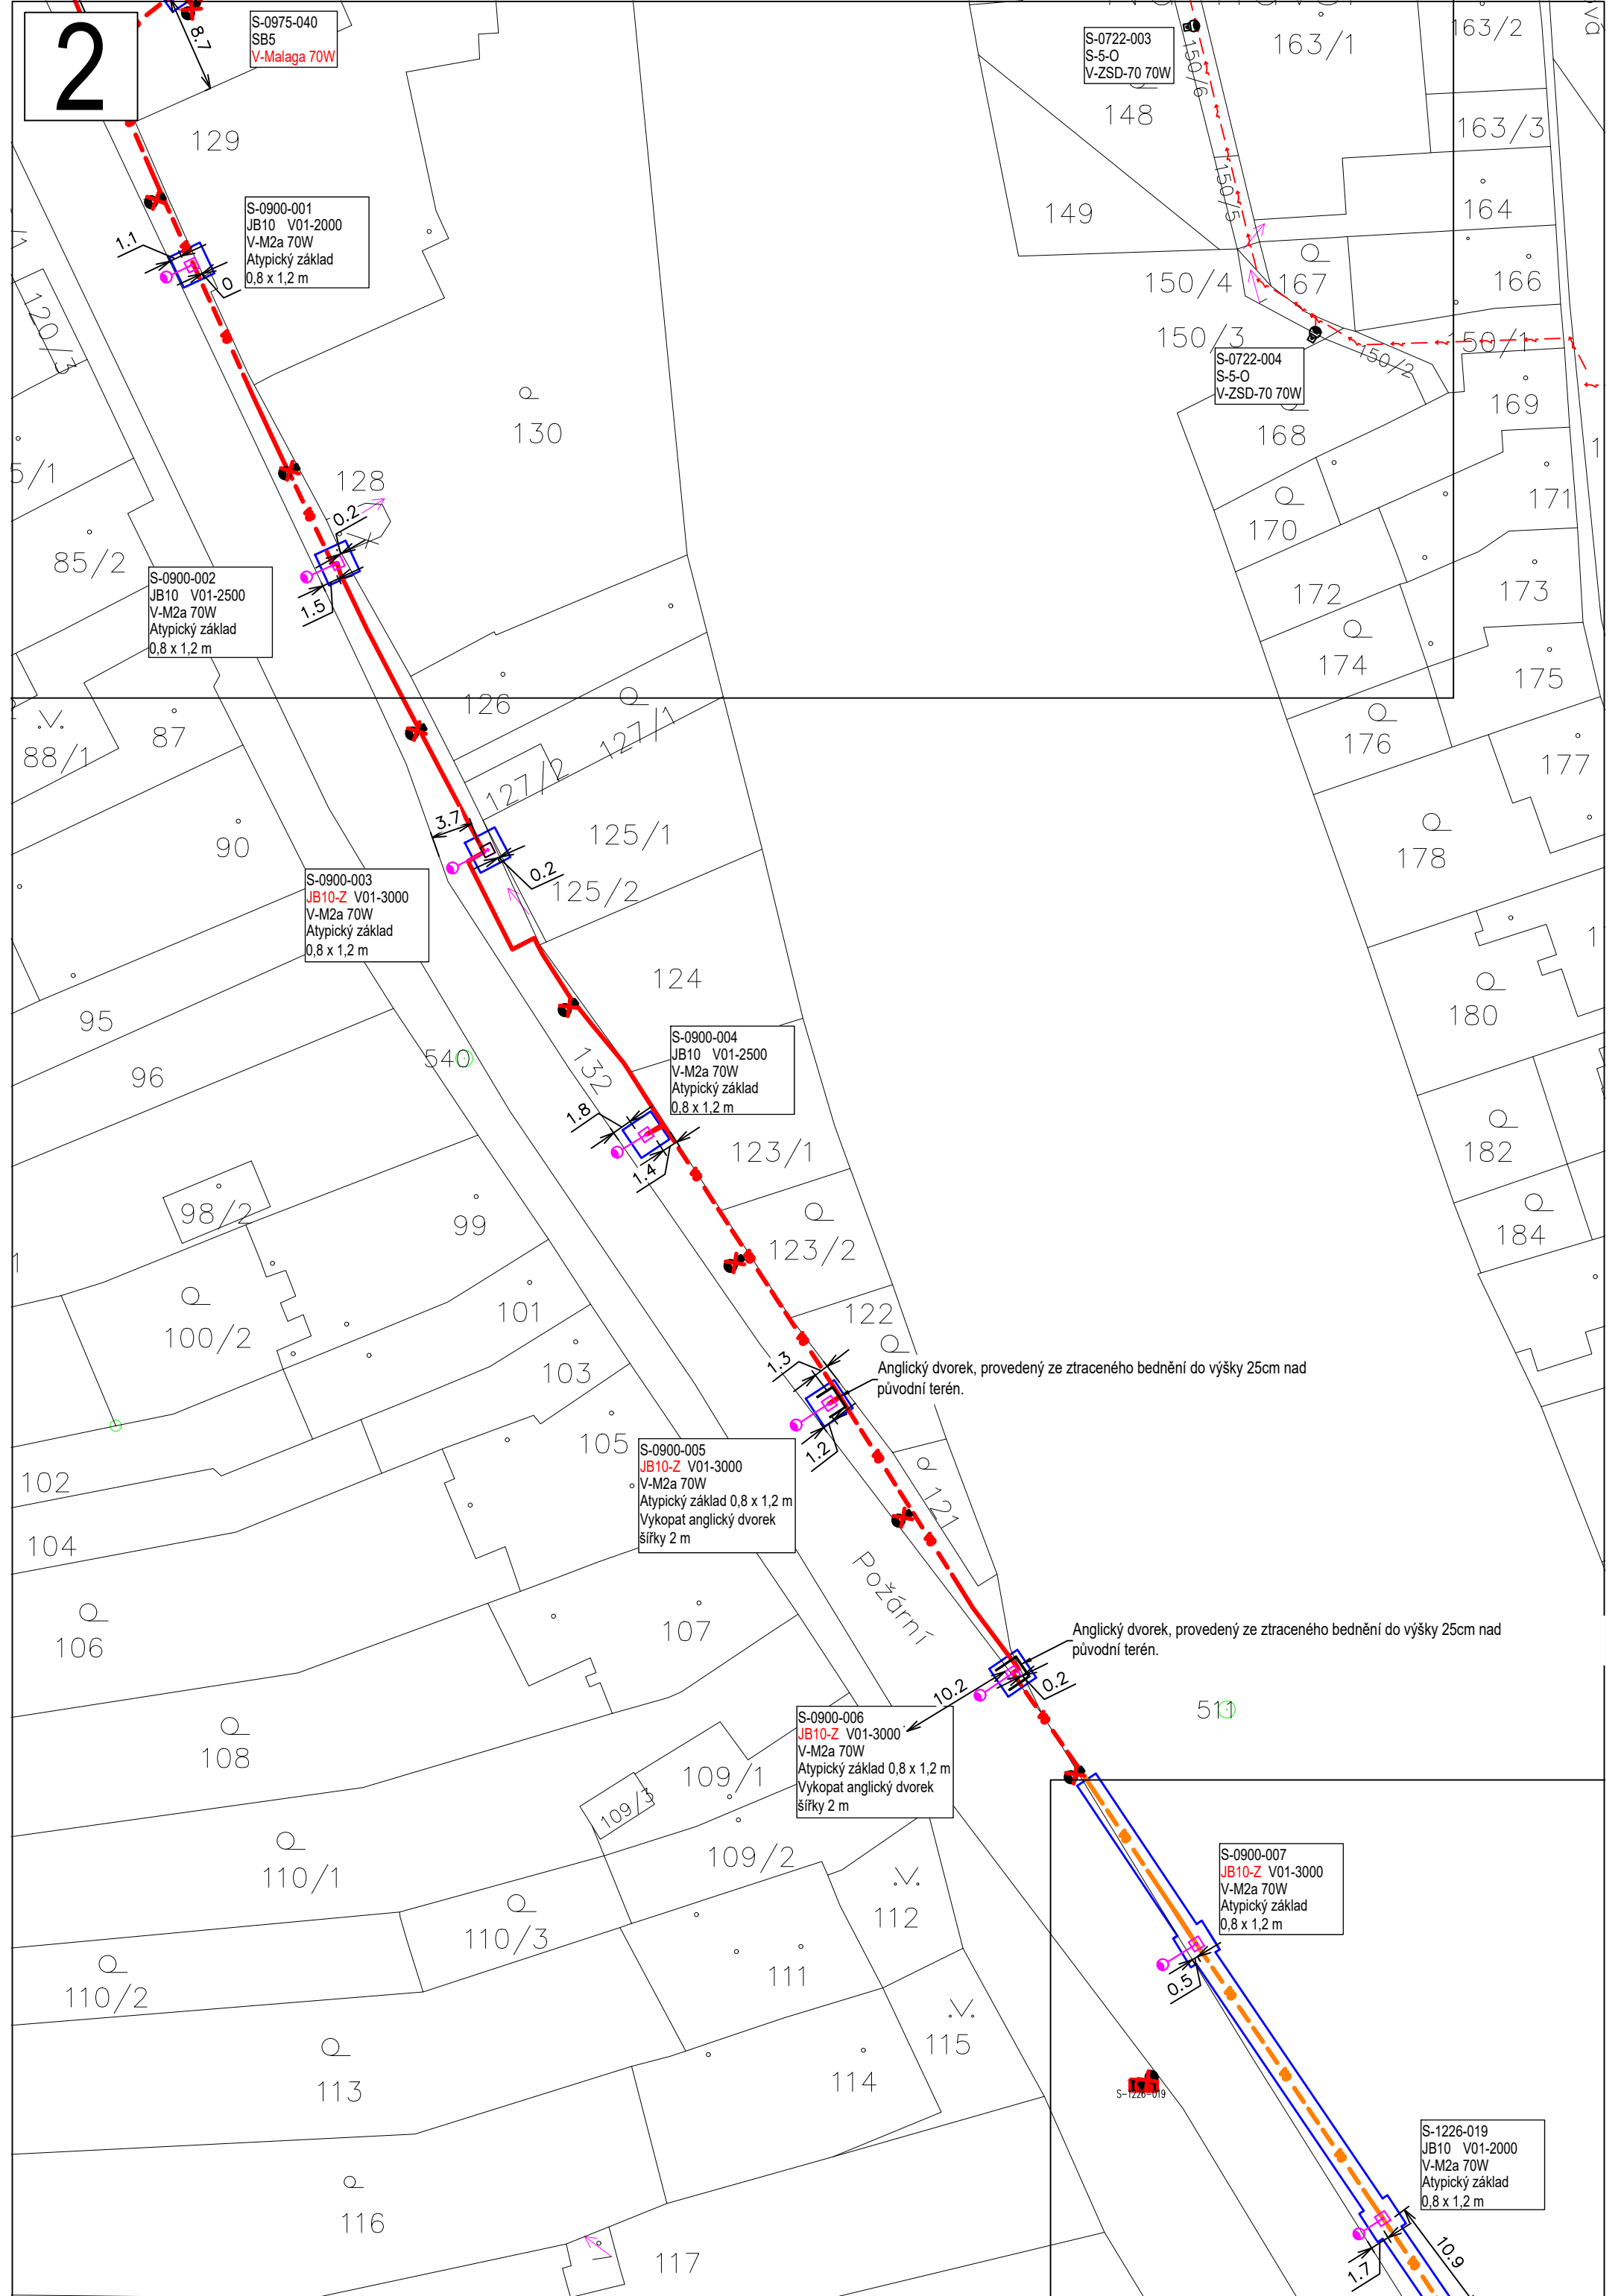 2
8.7
S-0975-040
SB5
V-Malaga 70W
S-0722-003
S-5-O
V-ZSD-70 70W
150/6
163/1
163/2
148
163/3
129
150/5
149
164
S-0900-001
JB10 V01-2000
V-M2a 70W
Atypický základ
0,8 x 1,2 m
1.1
0
150/4
167
166
120/3
150/3
150/2
50/1
S-0722-004
S-5-O
V-ZSD-70 70W
169
130
168
5/1
128
171
0.2
170
85/2
S-0900-002
JB10 V01-2500
V-M2a 70W
Atypický základ
0,8 x 1,2 m
1.5
172
173
174
175
126
127/1
176
87
88/1
177
127/2
3.7
125/1
90
178
0.2
125/2
S-0900-003
JB10-Z V01-3000
V-M2a 70W
Atypický základ
0,8 x 1,2 m
124
180
95
540
132
96
S-0900-004
JB10 V01-2500
V-M2a 70W
Atypický základ
0,8 x 1,2 m
1.8
1.4
123/1
182
98/2
99
184
123/2
100/2
101
122
103
1.3
Anglický dvorek, provedený ze ztraceného bednění do výšky 25cm nad
původní terén.
105
1.2
S-0900-005
JB10-Z V01-3000
V-M2a 70W
Atypický základ 0,8 x 1,2 m
Vykopat anglický dvorek
šířky 2 m
102
121
104
Požární
106
107
Anglický dvorek, provedený ze ztraceného bednění do výšky 25cm nad
původní terén.
10.2
0.2
511
S-0900-006
JB10-Z V01-3000
V-M2a 70W
Atypický základ 0,8 x 1,2 m
Vykopat anglický dvorek
šířky 2 m
108
109/1
109/3
109/2
110/1
S-0900-007
JB10-Z V01-3000
V-M2a 70W
Atypický základ
0,8 x 1,2 m
112
110/3
111
110/2
0.5
115
113
114
S-1226-019
S-1226-019
JB10 V01-2000
V-M2a 70W
Atypický základ
0,8 x 1,2 m
116
117
1.7
10.9